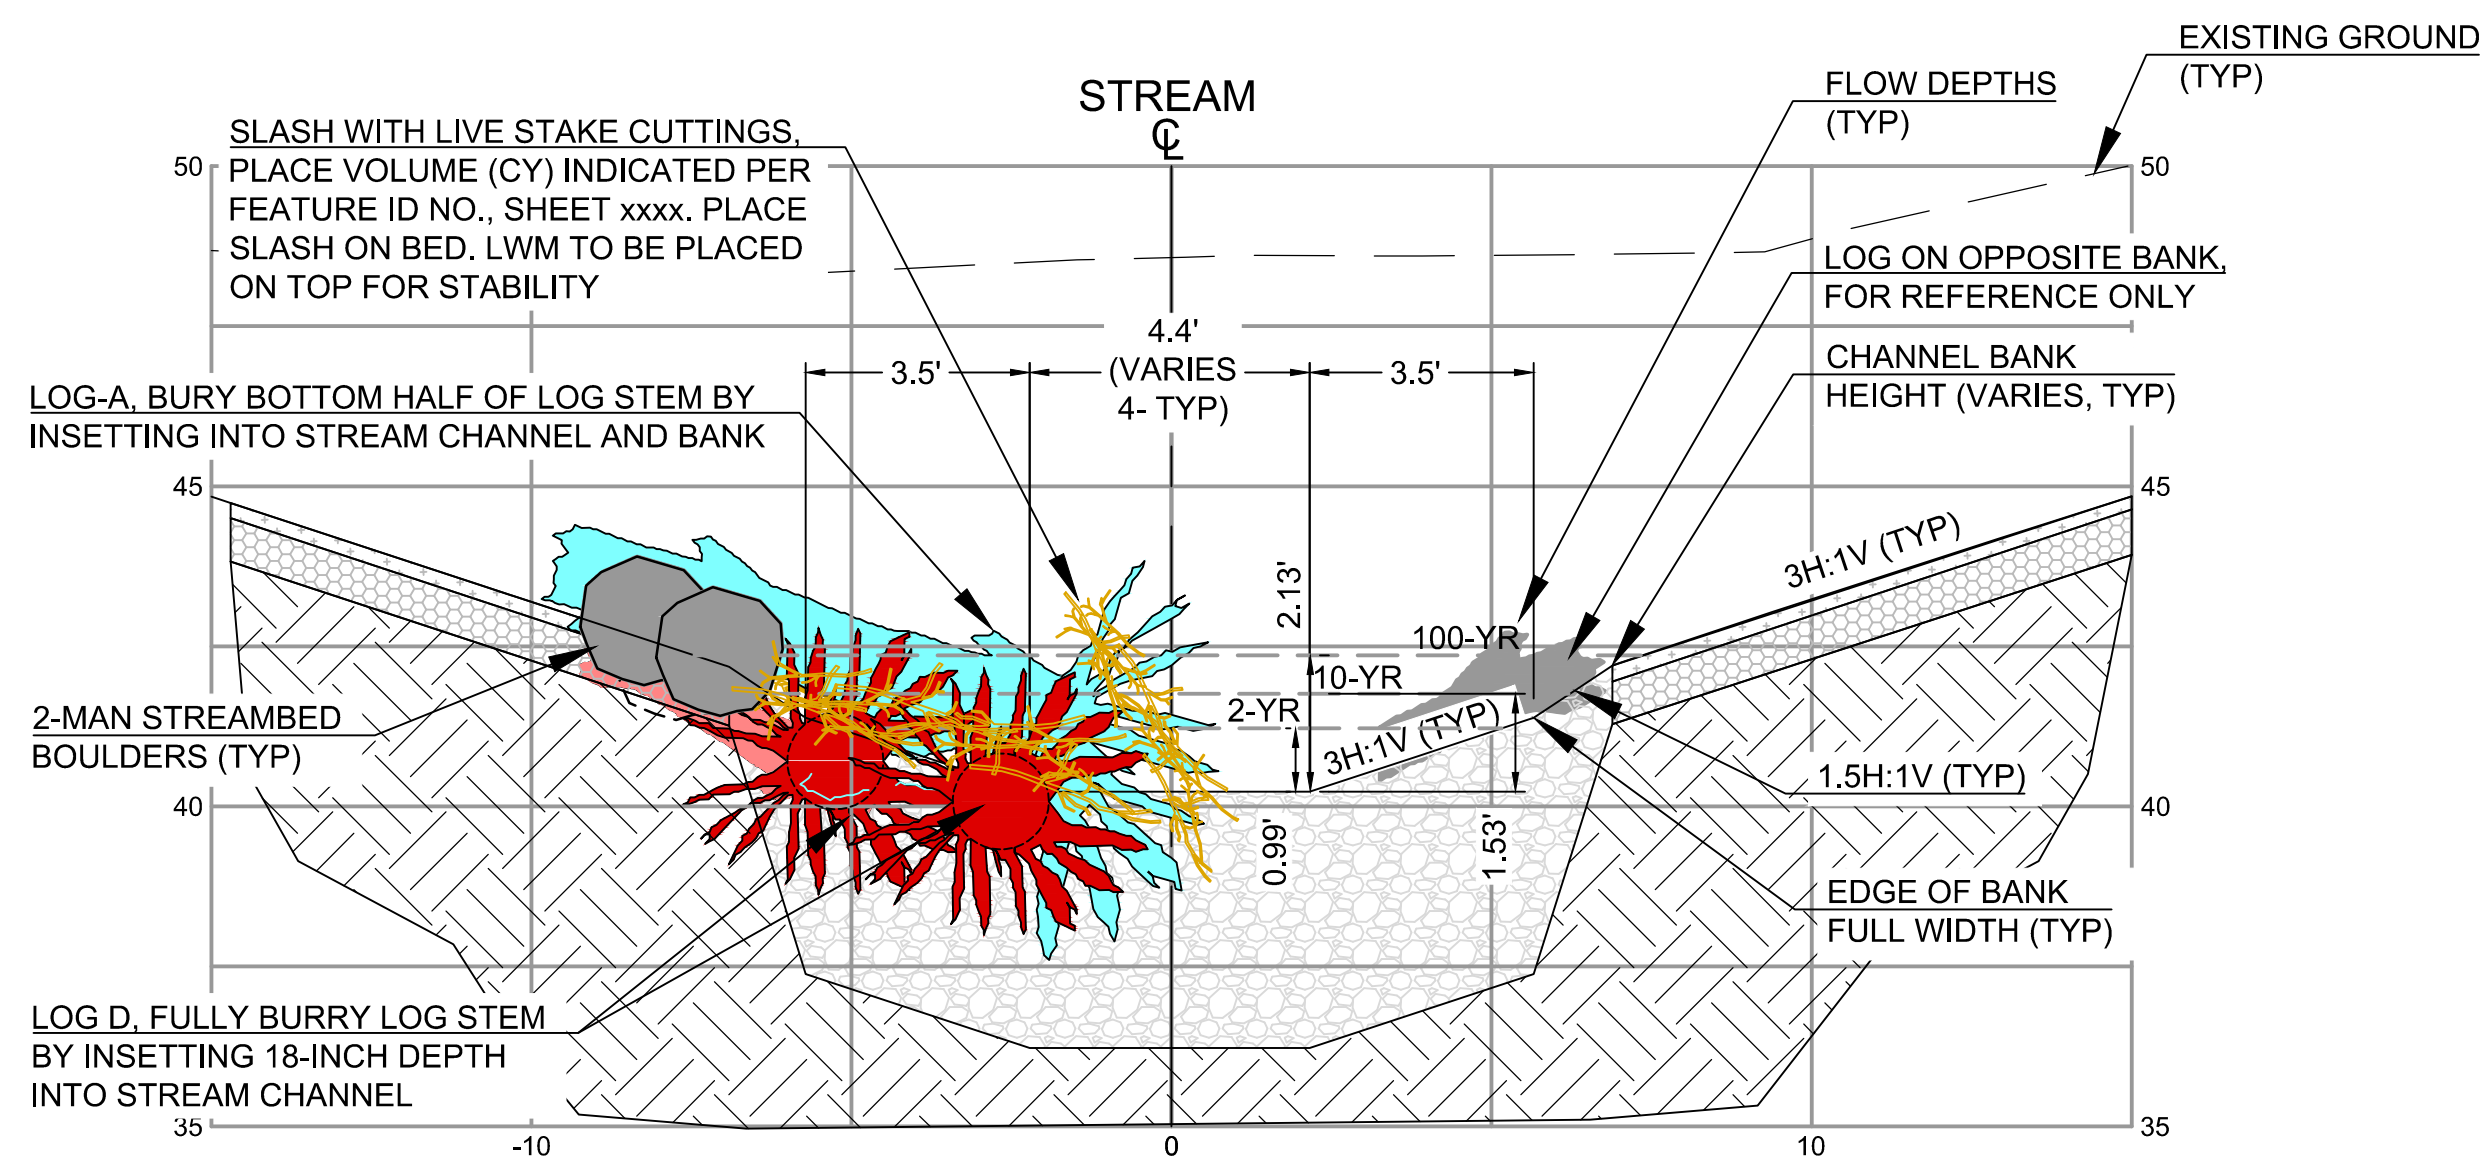 EXISTING GROUND
(TYP)
FLOW DEPTHS
(TYP)
STREAM
℄
SLASH WITH LIVE STAKE CUTTINGS,
PLACE VOLUME (CY) INDICATED PER
FEATURE ID NO., SHEET xxxx. PLACE
SLASH ON BED. LWM TO BE PLACED
ON TOP FOR STABILITY
50
50
LOG ON OPPOSITE BANK,
FOR REFERENCE ONLY
4.4'
(VARIES
4- TYP)
3.5'
3.5'
CHANNEL BANK
HEIGHT (VARIES, TYP)
LOG-A, BURY BOTTOM HALF OF LOG STEM BY
INSETTING INTO STREAM CHANNEL AND BANK
45
45
3H:1V (TYP)
2.13'
100-YR
10-YR
2-YR
3H:1V (TYP)
2-MAN STREAMBED
BOULDERS (TYP)
1.5H:1V (TYP)
40
40
0.99'
1.53'
EDGE OF BANK
FULL WIDTH (TYP)
LOG D, FULLY BURRY LOG STEM
BY INSETTING 18-INCH DEPTH
INTO STREAM CHANNEL
35
35
-10
0
10